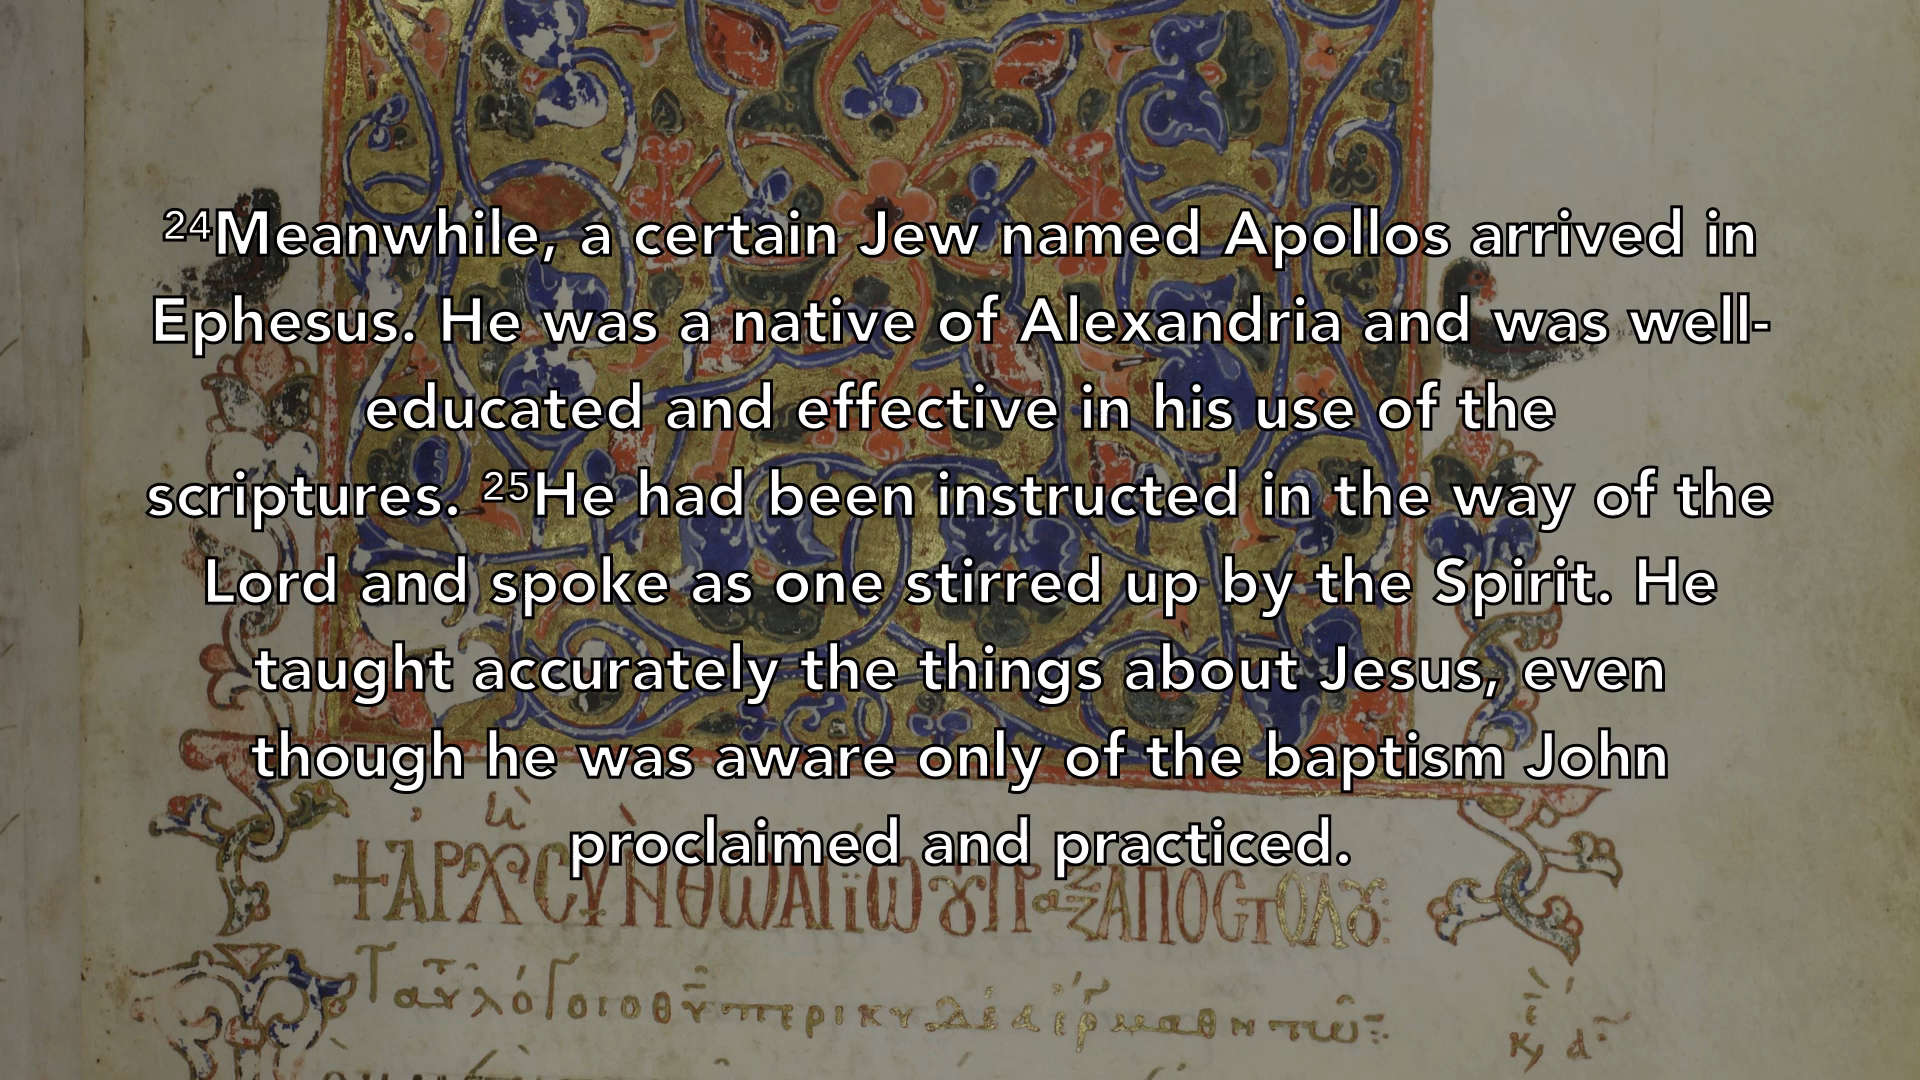 ²⁴Meanwhile, a certain Jew named Apollos arrived in
Ephesus. He was a native of Alexandria and was well-
educated and effective in his use of the
scriptures. ²⁵He had been instructed in the way of the
Lord and spoke as one stirred up by the Spirit. He
taught accurately the things about Jesus, even
though he was aware only of the baptism John
proclaimed and practiced.